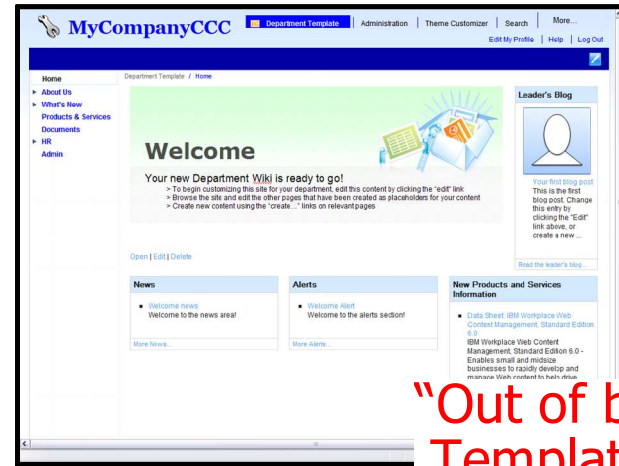 MyCompanyCCC
Department Template | Administration | Theme Customizer | Search | More...
Edit My Profile | Help | Log Out
Home
About Us
What's New
Products & Services
Documents
HR
Admin
Department Template / Home
Welcome
Your new Department Wiki is ready to go!
> To begin customizing this site for your department, edit this content by clicking the "edit" link
> Browse the site and edit the other pages that have been created as placeholders for your content
> Create new content using the "create..." links on relevant pages
Open | Edit | Delete
Leader's Blog
Your first blog post
This is the first
blog post. Change
this entry by
clicking the "Edit"
link above, or
create a new ...
Read the leader's blog...
News
Welcome news
Welcome to the news area!
More News...
Alerts
Welcome Alert
Welcome to the alerts section!
More Alerts...
New Products and Services
Information
Data Sheet: IBM Workplace Web
Content Management, Standard Edition
6.0
IBM Workplace Web Content
Management, Standard Edition 6.0 -
Enables small and midsize
businesses to rapidly develop and
manage Web content to help drive
"Out of b
Templat